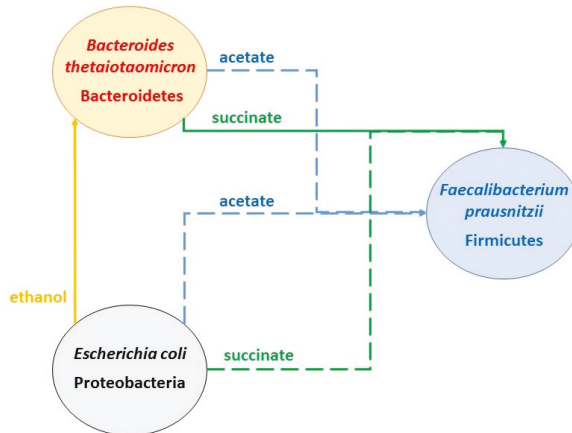 Bacteroides
thetaiotaomicron
Bacteroidetes
acetate
succinate
Faecalibacterium
prausnitzii
Firmicutes
acetate
ethanol
Escherichia coli
Proteobacteria
succinate